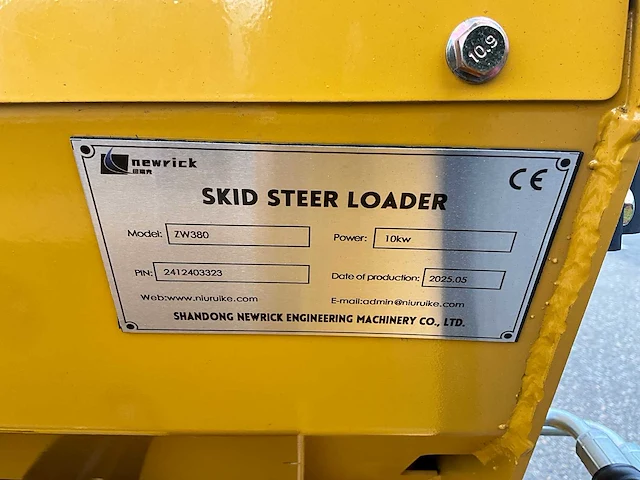 10.9
newrick
SKID STEER LOADER
CE
Model: ZW380
Power: 10kw
PIN: 2412403323
Date of production: 2025.05
Web:www.niuruike.com
E-mail:admin@niuruike.com
SHANDONG NEWRICK ENGINEERING MACHINERY CO., LTD.